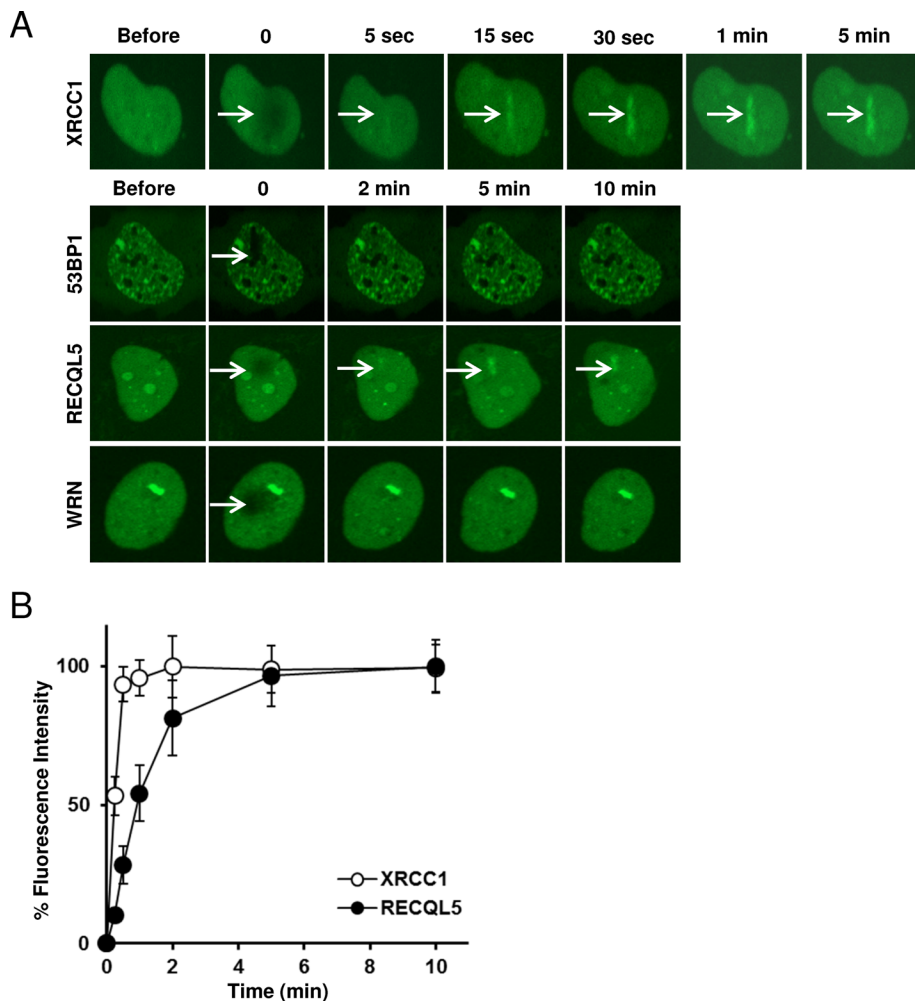 A
Before 0 5 sec 15 sec 30 sec 1 min 5 min
XRCC1
Before 0 2 min 5 min 10 min
53BP1
RECQL5
WRN
B
% Fluorescence Intensity
100
50
0
XRCC1
RECQL5
0 2 4 6 8 10
Time (min)